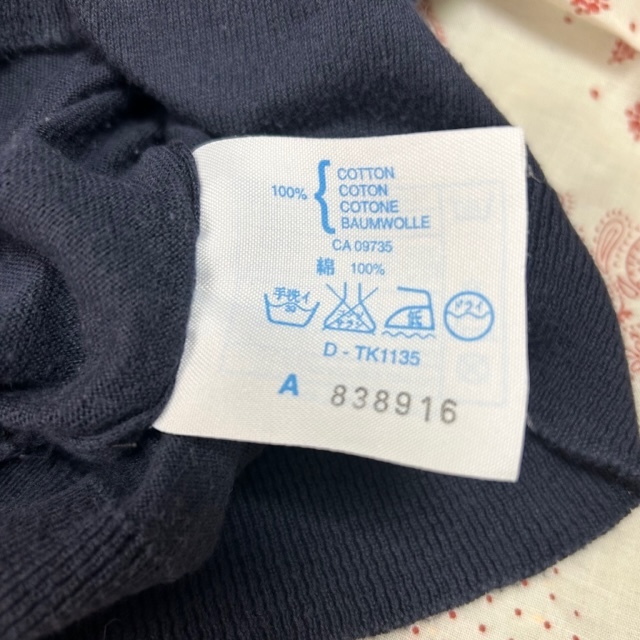 100%
COTTON
COTON
COTONE
BAUMWOLLE
CA 09735
綿 100%
手洗イ
ドライ
D - TK1135
A 838916